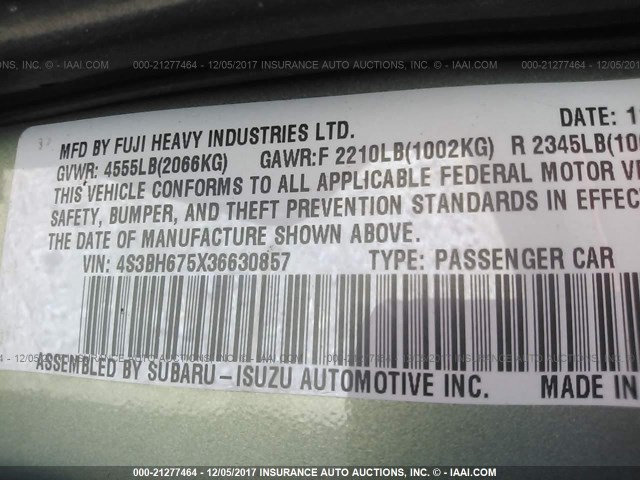 000-21277464 - 12/05/2017 INSURANCE AUTO AUCTIONS, INC. - © - IAAI.COM
DATE:
MFD BY FUJI HEAVY INDUSTRIES LTD.
GVWR: 4555LB(2066KG) GAWR:F 2210LB(1002KG) R 2345LB(10
THIS VEHICLE CONFORMS TO ALL APPLICABLE FEDERAL MOTOR
SAFETY, BUMPER, AND THEFT PREVENTION STANDARDS IN EFFEC
THE DATE OF MANUFACTURE SHOWN ABOVE.
VIN: 4S3BH675X36630857 TYPE: PASSENGER CAR
000-21277464 - 12/05/2017 INSURANCE AUTO AUCTIONS, INC. - © - IAAI.COM
ASSEMBLED BY SUBARU-ISUZU AUTOMOTIVE INC. MADE IN
000-21277464 - 12/05/2017 INSURANCE AUTO AUCTIONS, INC. - © - IAAI.COM